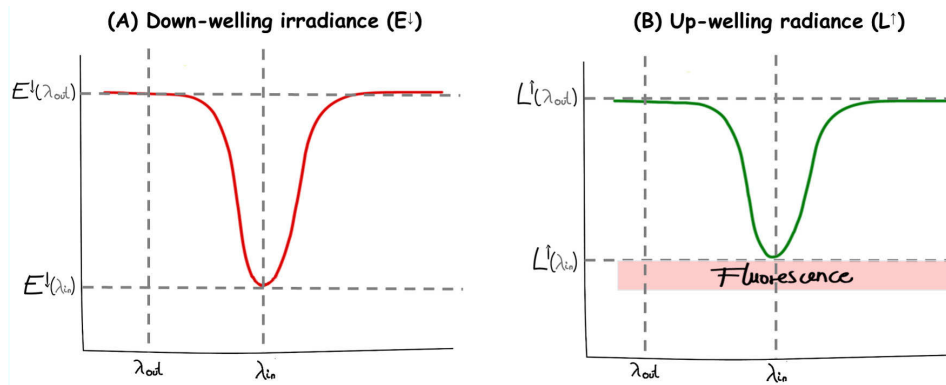 (A) Down-welling irradiance (E↓)
E↓(λout)
E↓(λin)
λout
λin
(B) Up-welling radiance (L↑)
L↑(λout)
L↑(λin)
Fluorescence
λout
λin